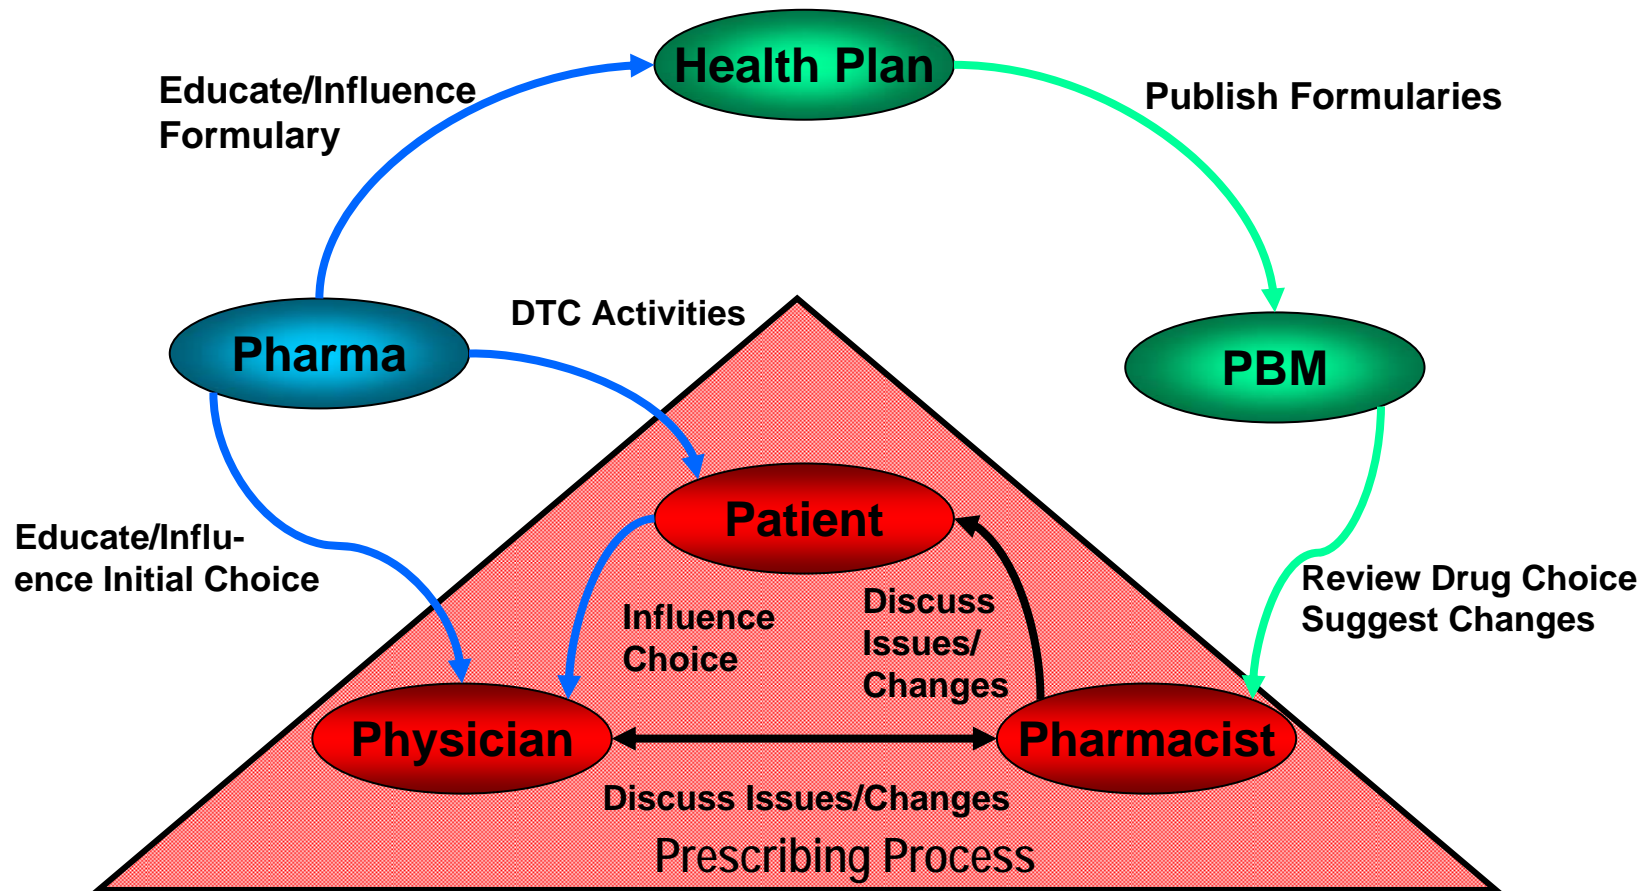 Health Plan
Educate/Influence
Formulary
Publish Formularies
DTC Activities
Pharma
PBM
Patient
Educate/Influ-
ence Initial Choice
Review Drug Choice
Suggest Changes
Influence
Choice
Discuss
Issues/
Changes
Physician
Pharmacist
Discuss Issues/Changes
Prescribing Process